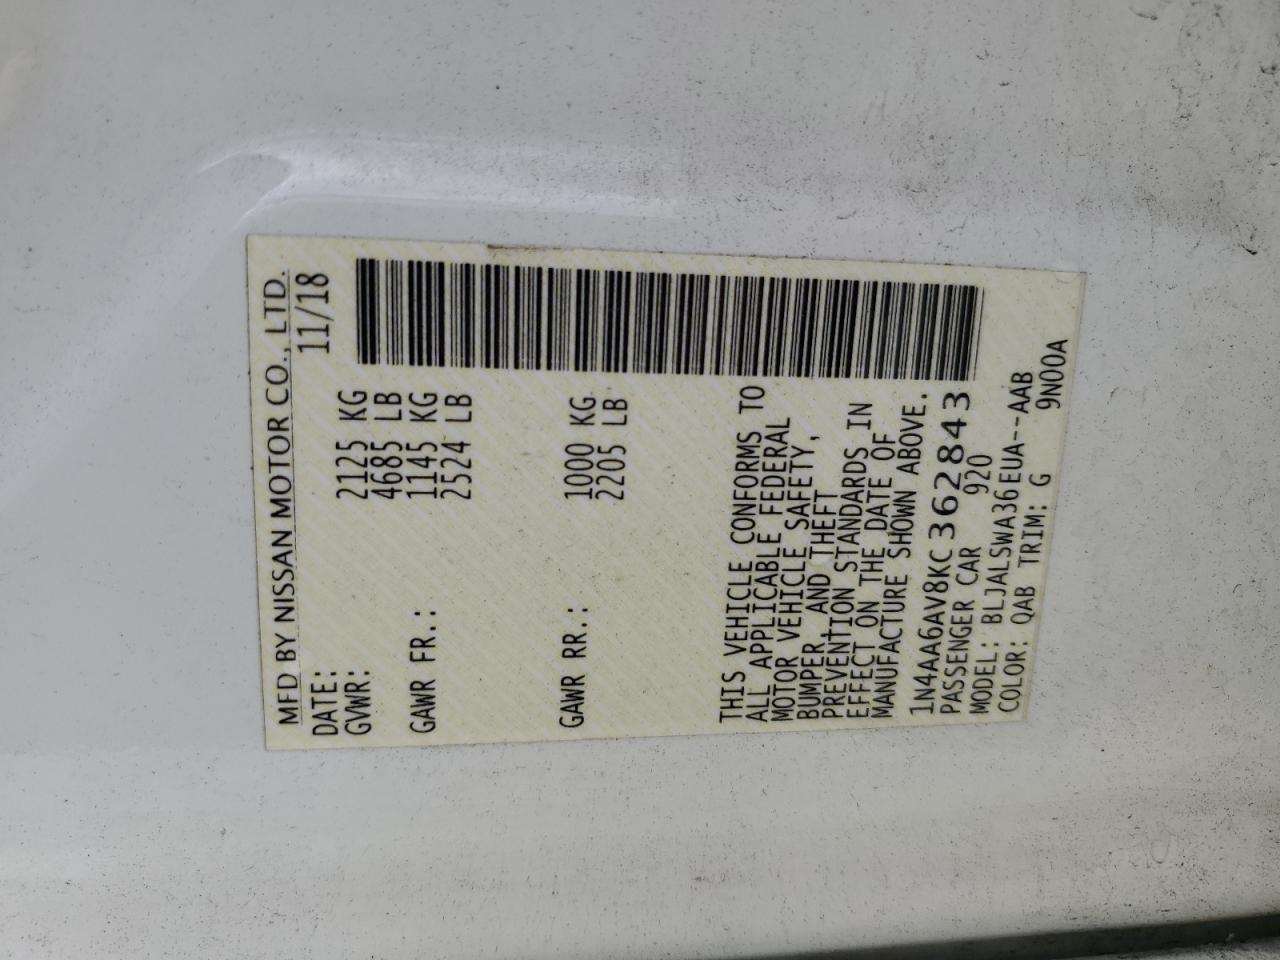 MFD BY NISSAN MOTOR CO., LTD.
DATE: 11/18
GVWR: 2125 KG
4685 LB
GAWR FR.: 1145 KG
2524 LB
GAWR RR.: 1000 KG
2205 LB
THIS VEHICLE CONFORMS TO
ALL APPLICABLE FEDERAL
MOTOR VEHICLE SAFETY,
BUMPER, AND THEFT
PREVENTION STANDARDS IN
EFFECT ON THE DATE OF
MANUFACTURE SHOWN ABOVE.
1N4AA6AV8KC362843
PASSENGER CAR 920
MODEL: BLJALSWA36EUA--AAB
COLOR: QAB TRIM: G 9N00A